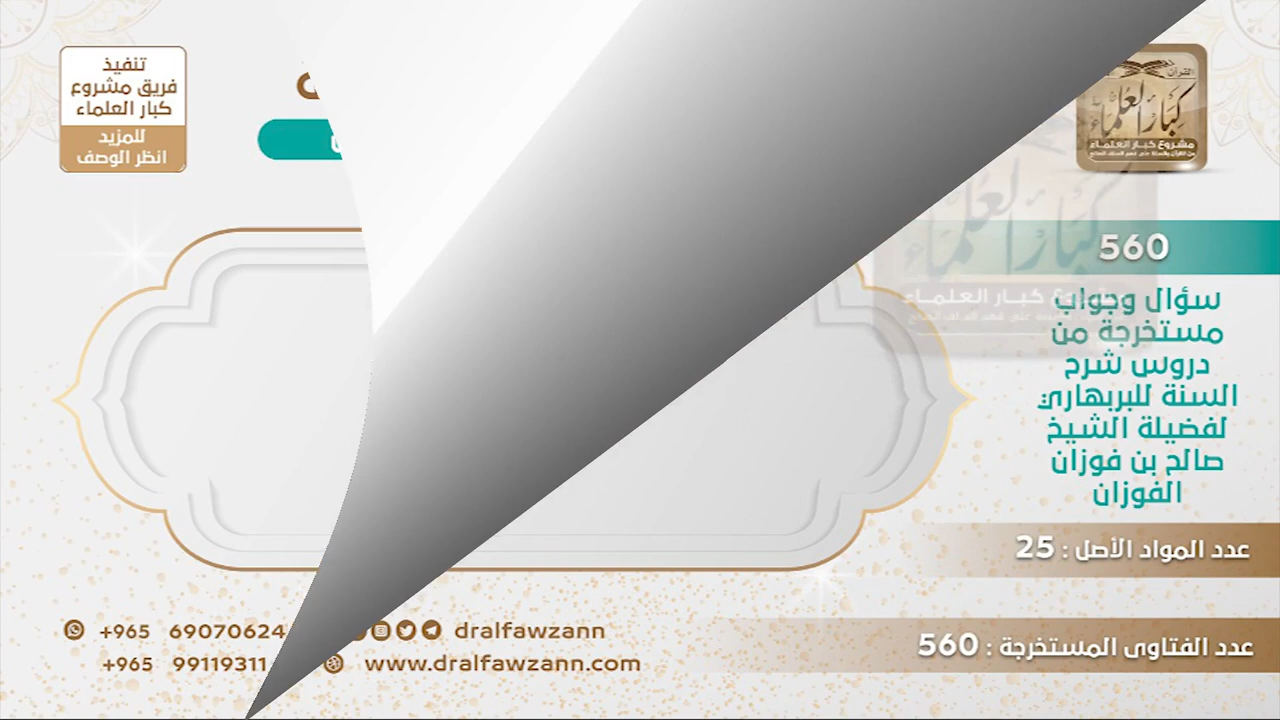 تنفيذ
فريق مشروع
كبار العلماء
للمزيد
انظر الوصف
القرآن
كبار العلماء
مشروع كبار العلماء
560
سؤال وجواب
مستخرجة من
دروس شرح
السنة للبربهاري
لفضيلة الشيخ
صالح بن فوزان
الفوزان
عدد المواد الأصل : 25
عدد الفتاوى المستخرجة : 560
+965 69070624
dralfawzann
+965 99119311
www.dralfawzann.com